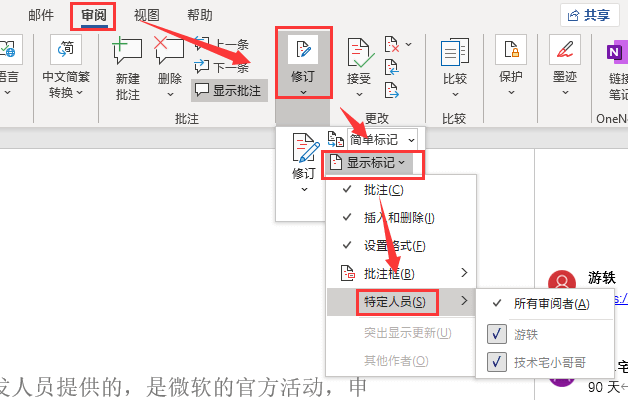 邮件 审阅 视图 帮助 共享
上一条
语言 中文简繁 新建 删除 下一条 修订 接受 比较 保护 墨迹 链接
转换 批注 显示批注 笔记
批注 更改 比较 OneNo
简单标记
修订 显示标记
批注(C)
插入和删除(I)
设置格式(F)
批注框(B)
特定人员(S) 所有审阅者(A)
突出显示更新(U) 游轶
其他作者(O) 技术宅小哥哥
游轶
s:/
宅
90 天
发人员提供的，是微软的官方活动，申